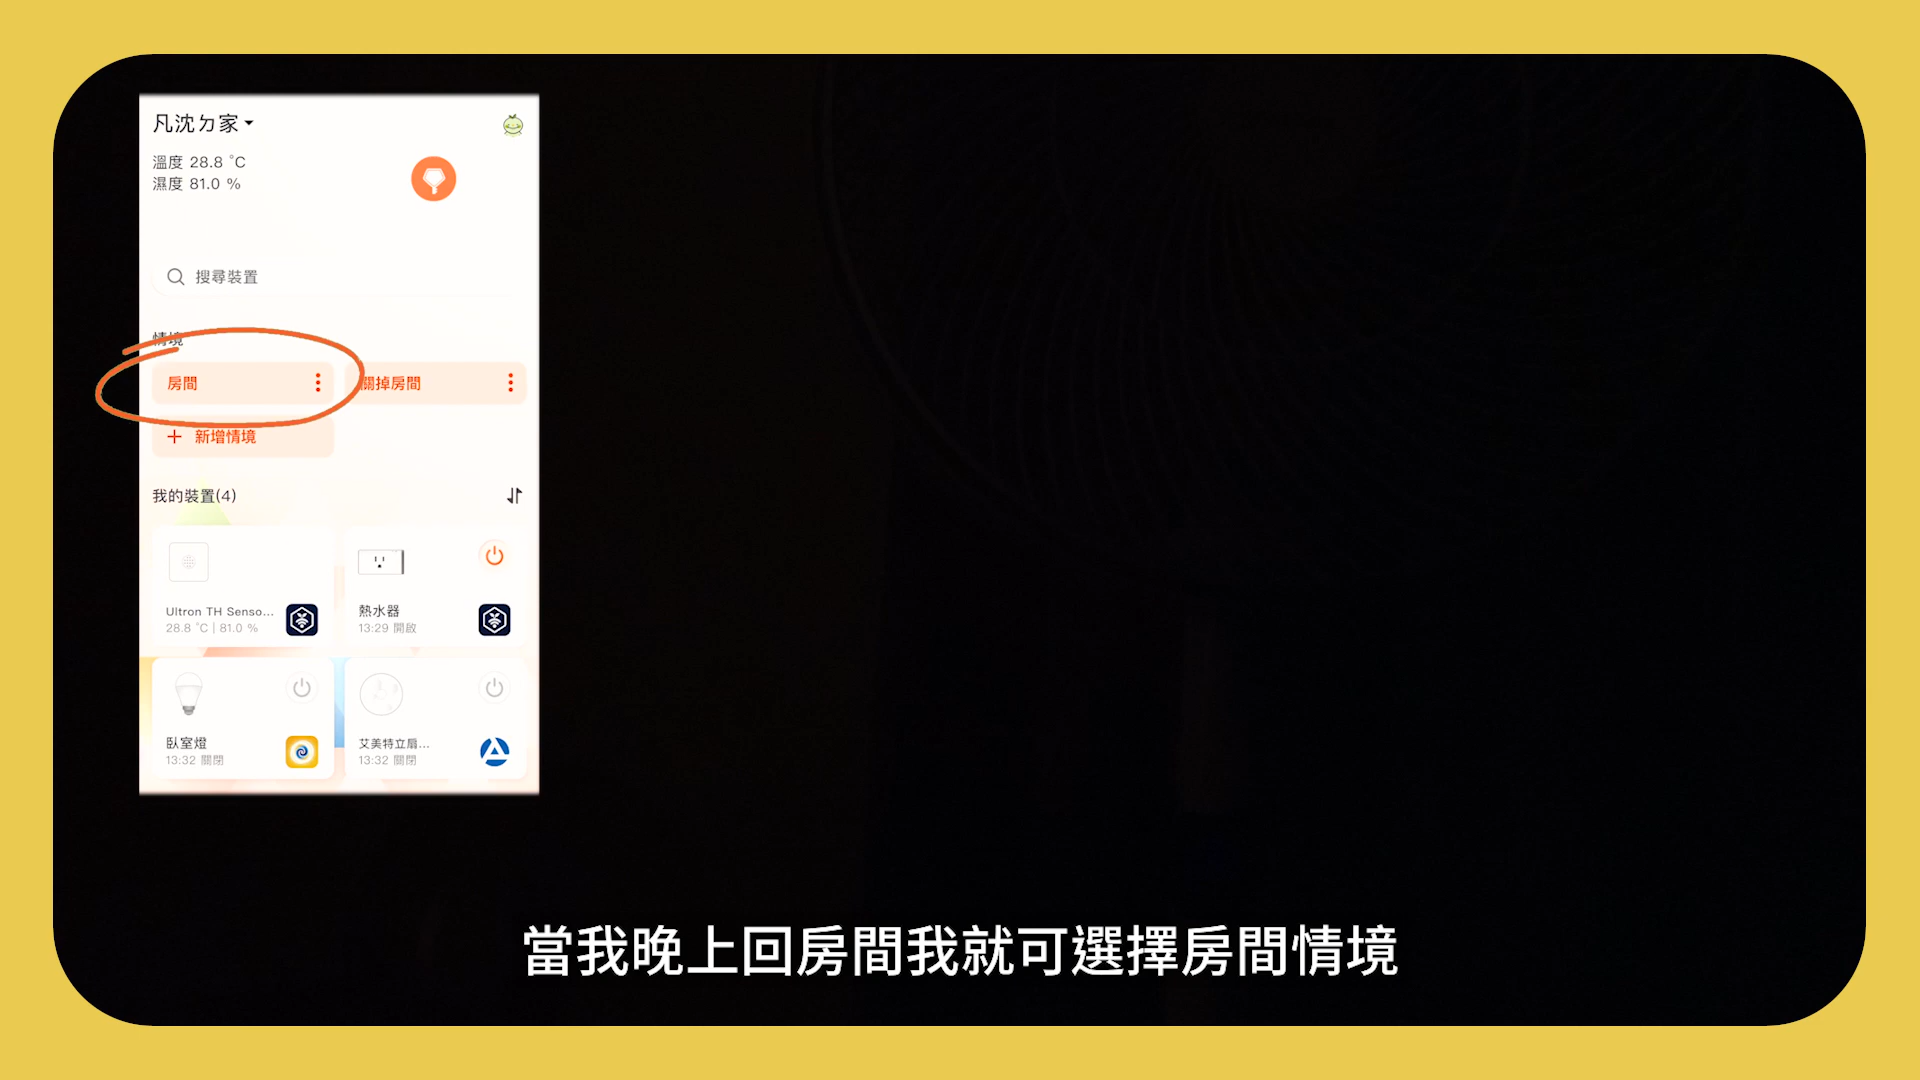 凡沈ㄉ家
溫度 28.8 °C
濕度 81.0 %
搜尋裝置
情境
房間
關掉房間
+ 新增情境
我的裝置(4)
Ultron TH Senso...
28.8 °C | 81.0 %
熱水器
13:29 開啟
臥室燈
13:32 關閉
艾美特立扇...
13:32 關閉
當我晚上回房間我就可選擇房間情境